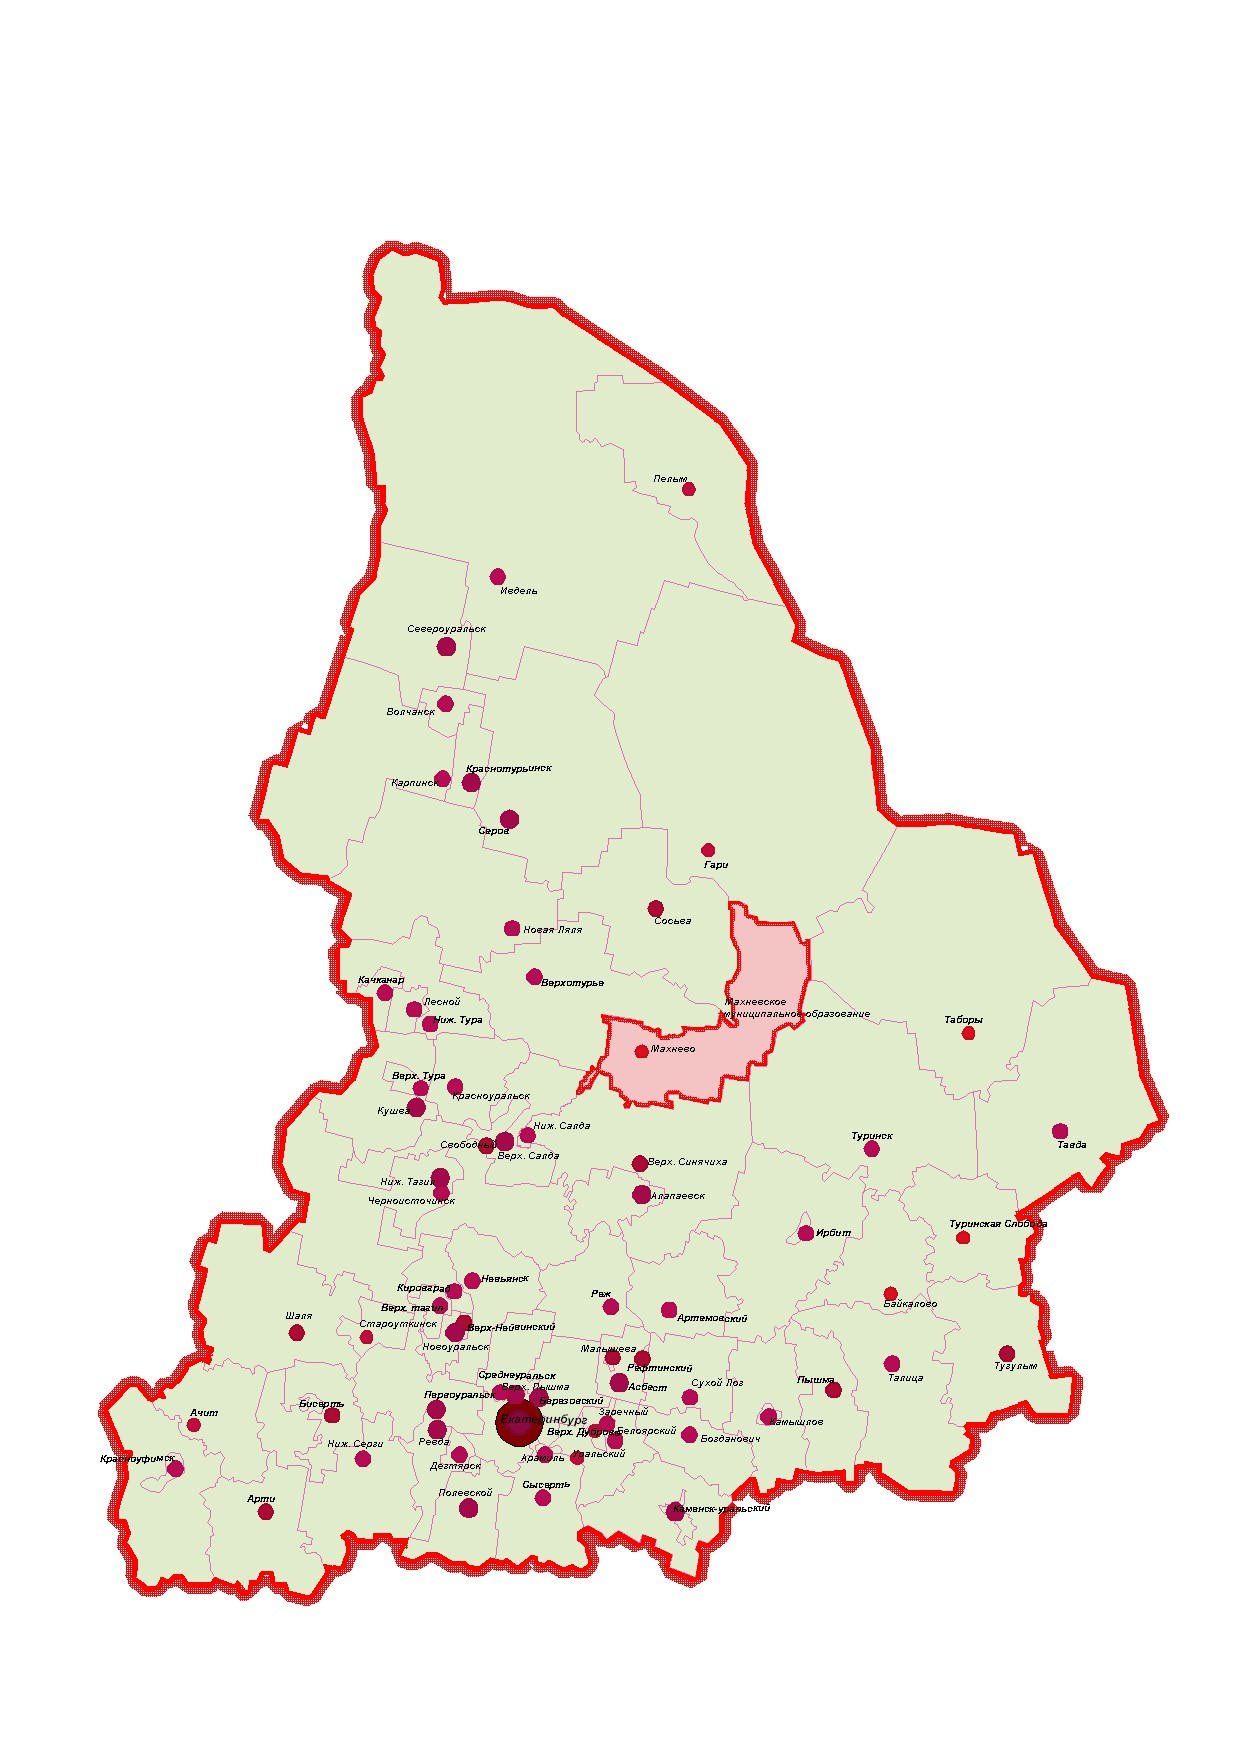 Пелым
Ивдель
Североуральск
Волчанск
Краснотурьинск
Карпинск
Серов
Гари
Сосьва
Новая Ляля
Качканар
Верхотурье
Лесной
Махневское
муниципальное образование
Ниж. Тура
Таборы
Махнево
Верх. Тура
Красноуральск
Кушва
Ниж. Салда
Свободный
Верх. Салда
Туринск
Тавда
Верх. Синячиха
Ниж. Тагил
Черноисточинск
Алапаевск
Туринская Слобода
Ирбит
Невьянск
Кировград
Реж
Верх. тагил
Байкалово
Шаля
Староуткинск
Верх-Нейвинский
Артемовский
Новоуральск
Малышева
Рефтинский
Тугулым
Среднеуральск
Талица
Пышма
Верх. Пышма
Асбест
Сухой Лог
Первоуральск
Березовский
Бисерть
Ачит
Заречный
Екатеринбург
Камышлов
Верх. Дуброво
Белоярский
Богданович
Ревда
Ниж. Серги
Красноуфимск
Дегтярск
Арамиль
Уральский
Сысерть
Полевской
Арти
Каменск-уральский